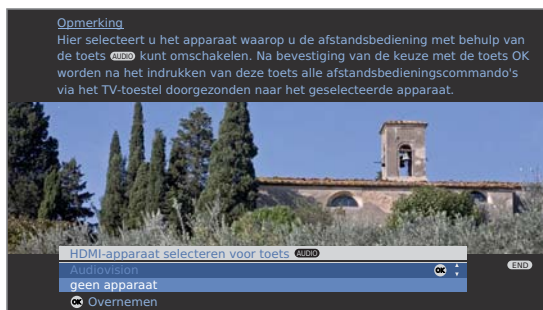 Opmerking
Hier selecteert u het apparaat waarop u de afstandsbediening met behulp van
de toets AUDIO kunt omschakelen. Na bevestiging van de keuze met de toets OK
worden na het indrukken van deze toets alle afstandsbedieningscommando's
via het TV-toestel doorgezonden naar het geselecteerde apparaat.
HDMI-apparaat selecteren voor toets AUDIO
Audiovision OK
END
geen apparaat
OK Overnemen